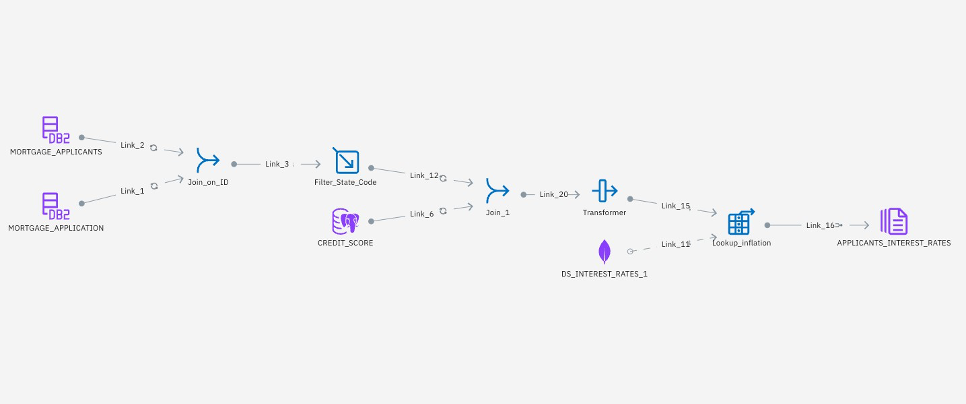 DB2
MORTGAGE_APPLICANTS
Link_2
Join_on_ID
Link_3
Filter_State_Code
Link_1
DB2
MORTGAGE_APPLICATION
Link_12
CREDIT_SCORE
Link_6
Join_1
Link_20
Transformer
Link_15
DS_INTEREST_RATES_1
Link_11
Lookup_inflation
Link_16
APPLICANTS_INTEREST_RATES